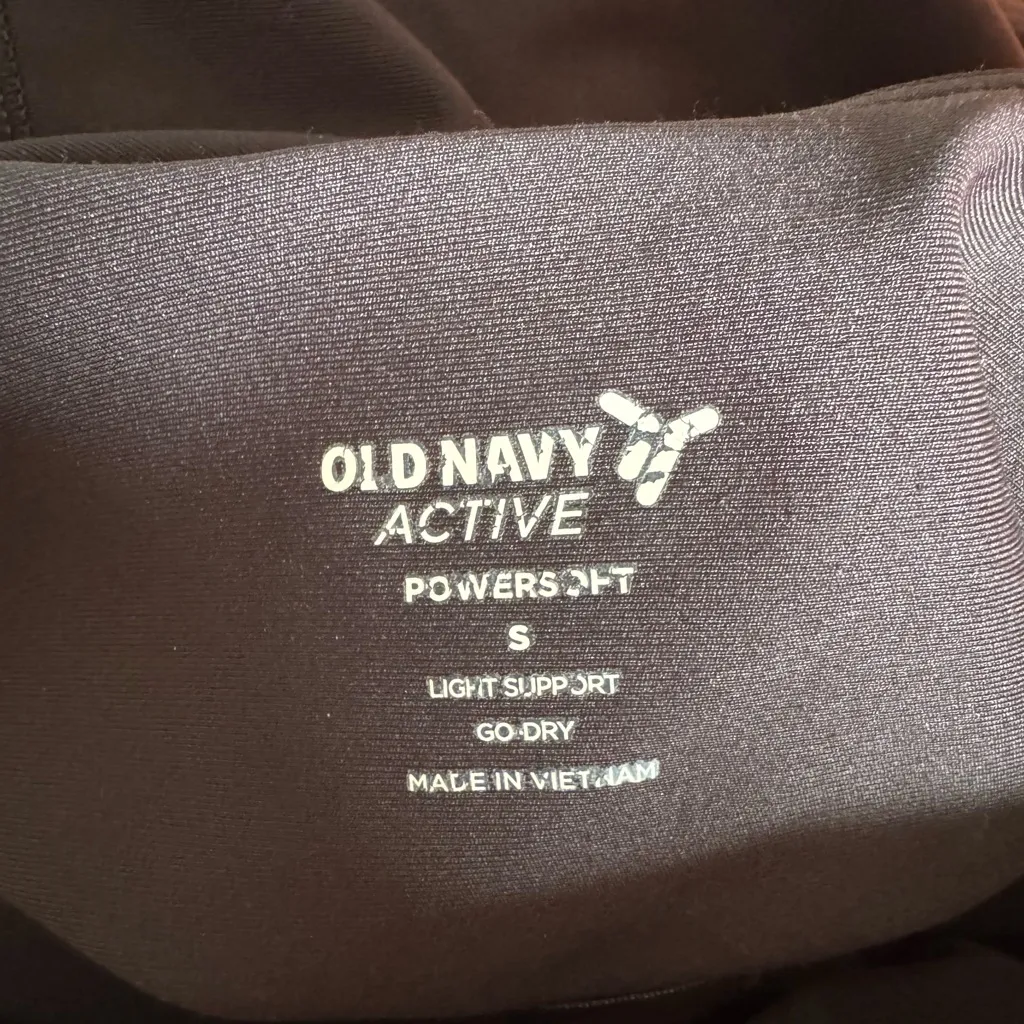 OLD NAVY
ACTIVE
POWERSOFT
S
LIGHT SUPPORT
GO-DRY
MADE IN VIETNAM